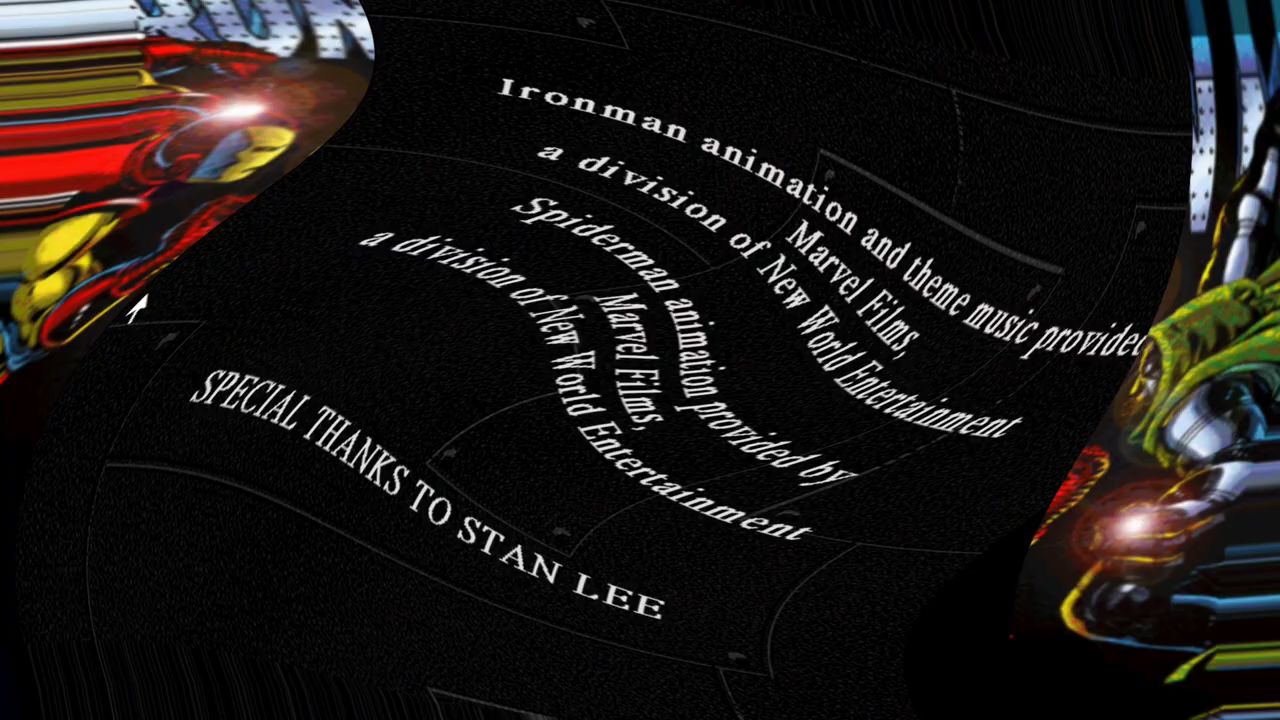 Ironman animation and theme music provided
Marvel Films,
a division of New World Entertainment
Spiderman animation provided by
Marvel Films,
a division of New World Entertainment
SPECIAL THANKS TO STAN LEE